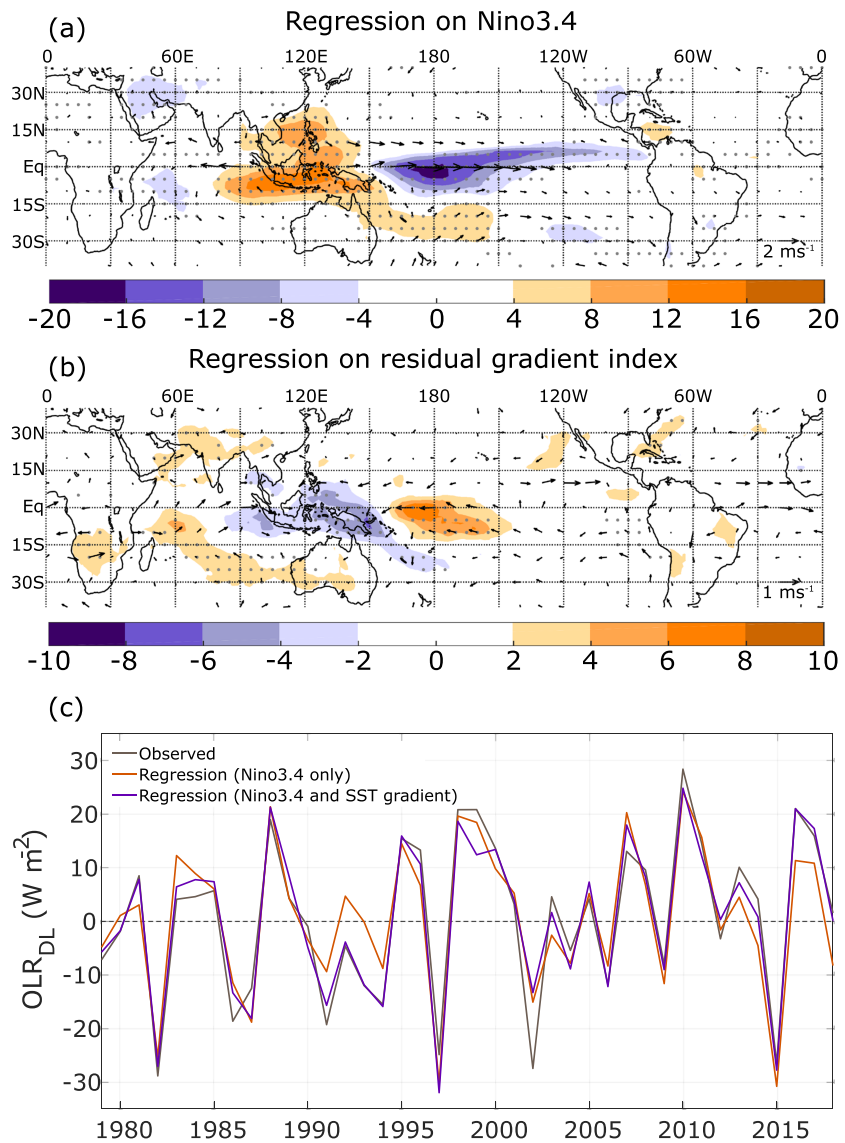 (a) Regression on Nino3.4
0 60E 120E 180 120W 60W 0
30N
15N
Eq
15S
30S
2 ms⁻¹
-20 -16 -12 -8 -4 0 4 8 12 16 20
(b) Regression on residual gradient index
0 60E 120E 180 120W 60W 0
30N
15N
Eq
15S
30S
1 ms⁻¹
-10 -8 -6 -4 -2 0 2 4 6 8 10
(c)
OLR_DL (W m⁻²)
30
20
10
0
-10
-20
-30
Observed
Regression (Nino3.4 only)
Regression (Nino3.4 and SST gradient)
1980 1985 1990 1995 2000 2005 2010 2015